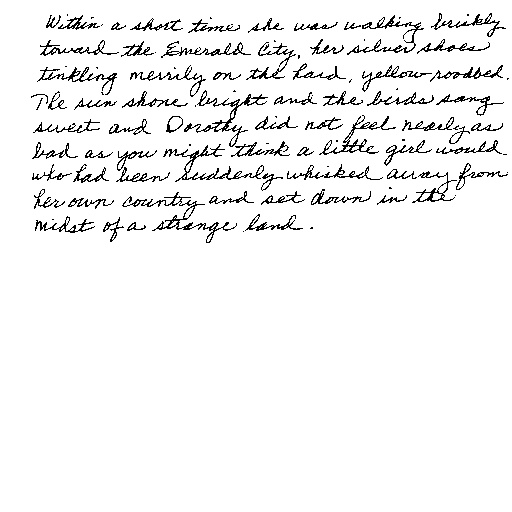 Within a short time she was walking briskly
toward the Emerald City, her silver shoes
tinkling merrily on the hard, yellow roadbed.
The sun shone bright and the birds sang
sweet and Dorothy did not feel nearly as
bad as you might think a little girl would
who had been suddenly whisked away from
her own country and set down in the
midst of a strange land.